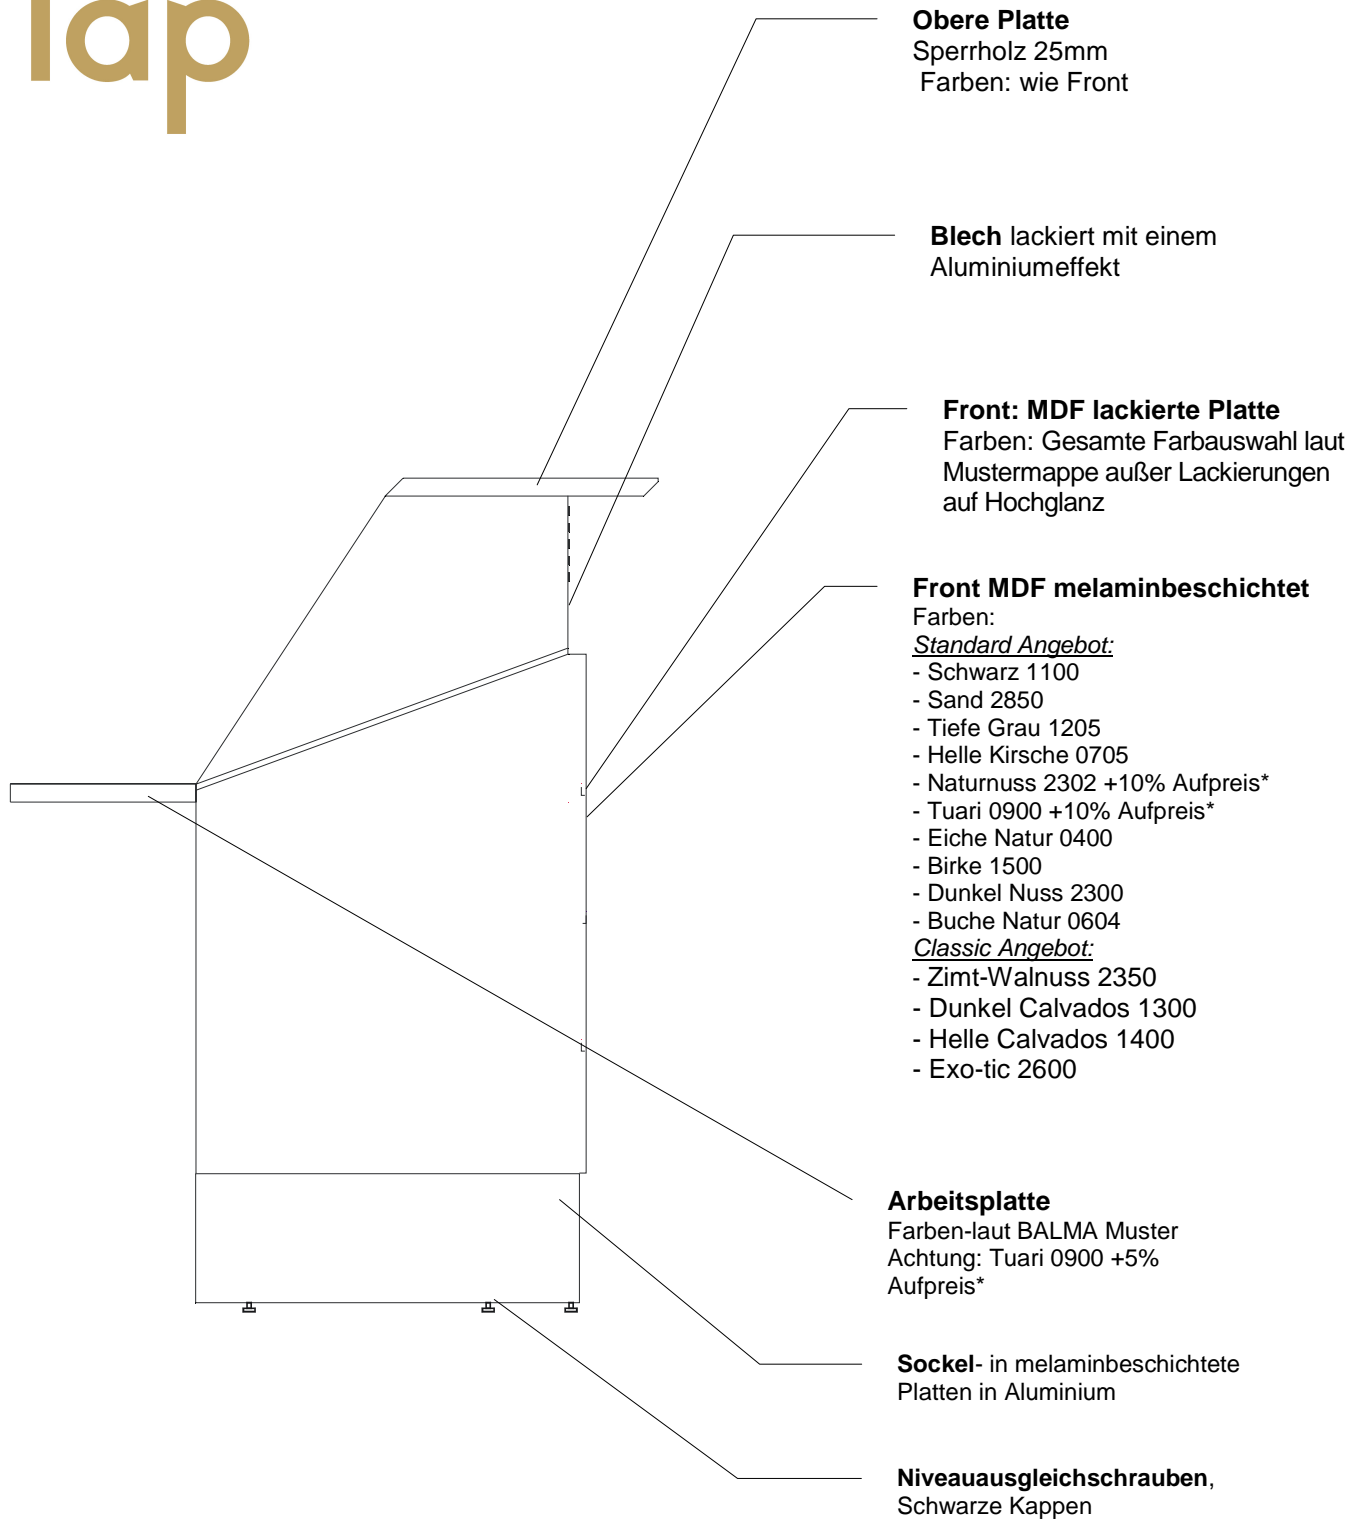 Tap
Obere Platte
Sperrholz 25mm
Farben: wie Front
Blech lackiert mit einem
Aluminiumeffekt
Front: MDF lackierte Platte
Farben: Gesamte Farbauswahl laut
Mustermappe außer Lackierungen
auf Hochglanz
Front MDF melaminbeschichtet
Farben:
Standard Angebot:
- Schwarz 1100
- Sand 2850
- Tiefe Grau 1205
- Helle Kirsche 0705
- Naturnuss 2302 +10% Aufpreis*
- Tuari 0900 +10% Aufpreis*
- Eiche Natur 0400
- Birke 1500
- Dunkel Nuss 2300
- Buche Natur 0604
Classic Angebot:
- Zimt-Walnuss 2350
- Dunkel Calvados 1300
- Helle Calvados 1400
- Exo-tic 2600
Arbeitsplatte
Farben-laut BALMA Muster
Achtung: Tuari 0900 +5%
Aufpreis*
Sockel- in melaminbeschichtete
Platten in Aluminium
Niveauausgleichschrauben,
Schwarze Kappen